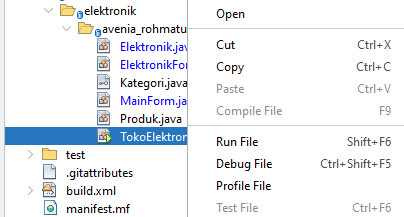 elektronik
avenia_rohmatu
Elektronik.jav
ElektronikFor
Kategori.java
MainForm.ja
Produk.java
TokoElektron
test
.gitattributes
build.xml
manifest.mf
Open
Cut Ctrl+X
Copy Ctrl+C
Paste Ctrl+V
Compile File F9
Run File Shift+F6
Debug File Ctrl+Shift+F5
Profile File
Test File Ctrl+F6